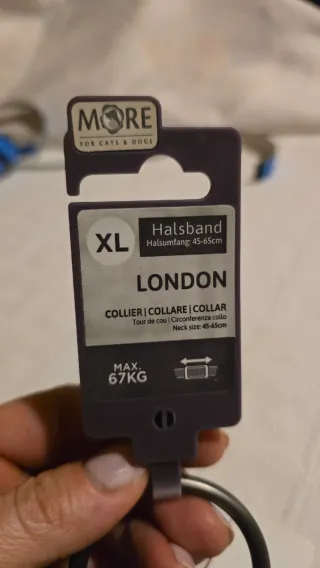 MORE
FOR CATS & DOGS
XL
Halsband
Halsumfang: 45-65cm
LONDON
COLLIER | COLLARE | COLLAR
Tour de cou | Circonferenza collo
Neck size: 45-65cm
MAX.
67KG